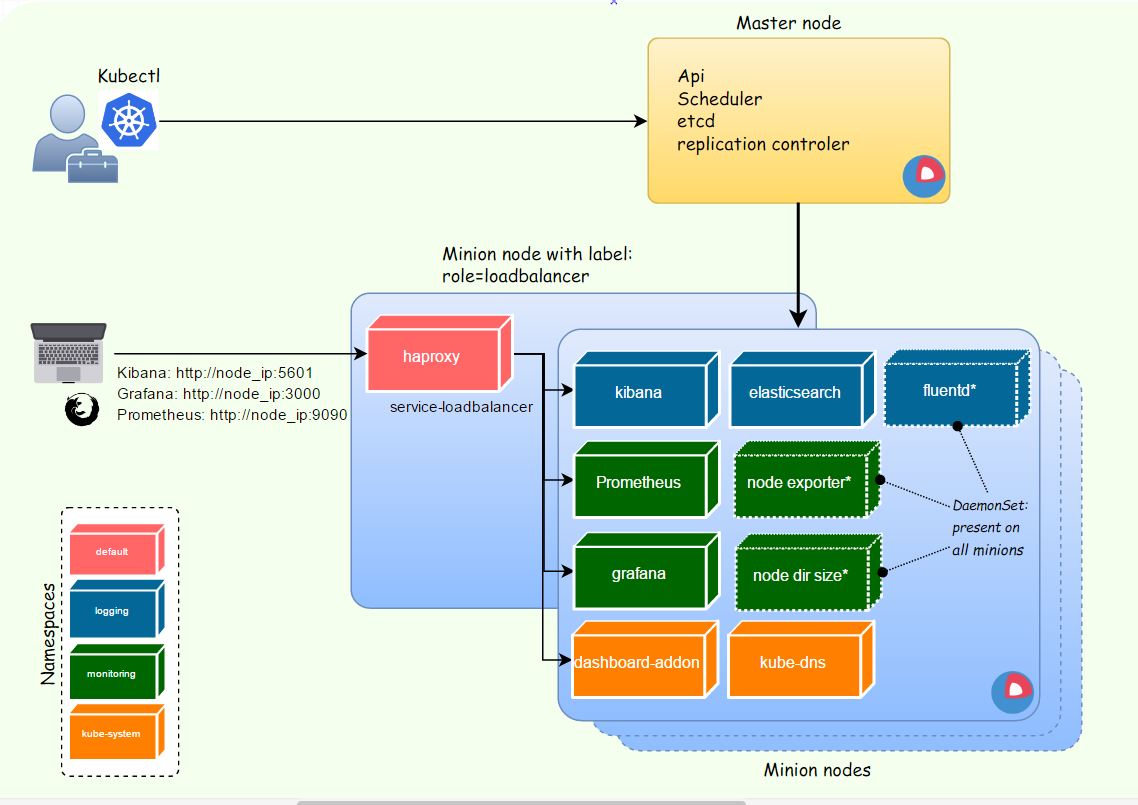 Master node
Kubectl
Api
Scheduler
etcd
replication controler
Minion node with label:
role=loadbalancer
haproxy
service-loadbalancer
Kibana: http://node_ip:5601
Grafana: http://node_ip:3000
Prometheus: http://node_ip:9090
kibana
elasticsearch
fluentd*
Prometheus
node exporter*
DaemonSet:
present on
all minions
grafana
node dir size*
dashboard-addon
kube-dns
Minion nodes
Namespaces
default
logging
monitoring
kube-system